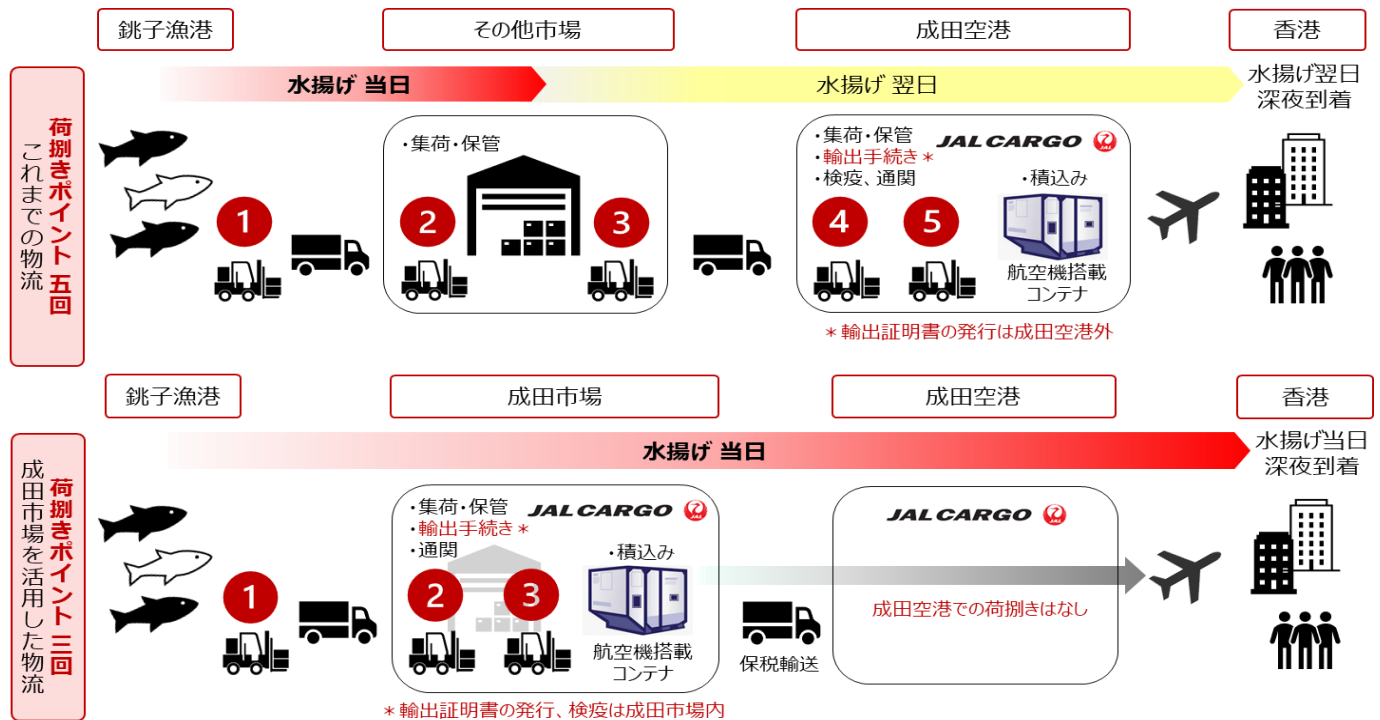 銚子漁港
その他市場
成田空港
香港
水揚げ 当日
水揚げ 翌日
水揚げ翌日
深夜到着
荷捌きポイント 五回
これまでの物流
・集荷・保管
1
2
3
・集荷・保管
・輸出手続き*
・検疫、通関
JAL CARGO
JAL
・積込み
4
5
航空機搭載
コンテナ
*輸出証明書の発行は成田空港外
銚子漁港
成田市場
成田空港
香港
水揚げ 当日
水揚げ当日
深夜到着
荷捌きポイント 三回
成田市場を活用した物流
1
・集荷・保管
・輸出手続き*
・通関
JAL CARGO
JAL
・積込み
2
3
航空機搭載
コンテナ
保税輸送
JAL CARGO
JAL
成田空港での荷捌きはなし
*輸出証明書の発行、検疫は成田市場内